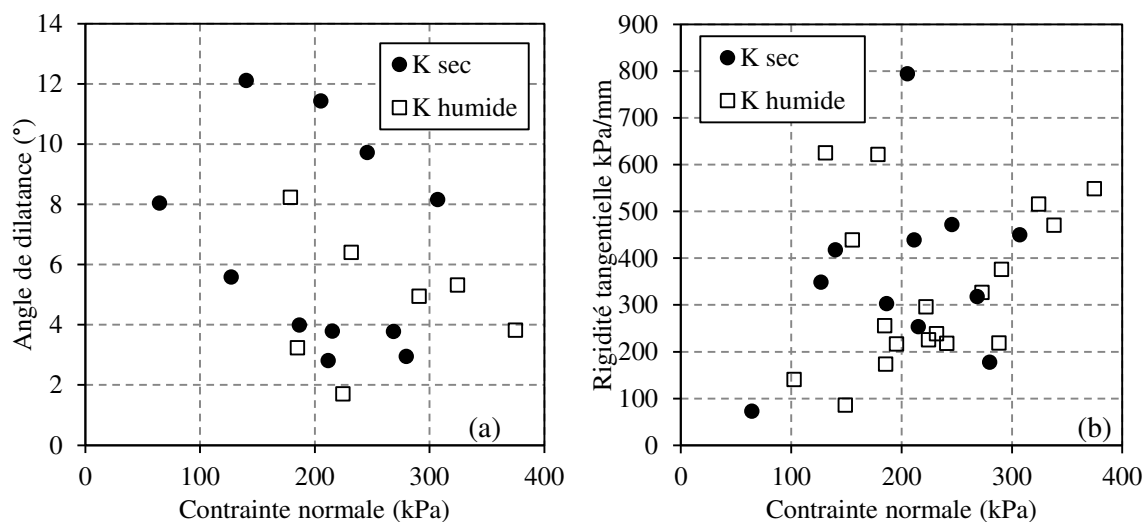 14
12
10
8
6
4
2
0
Angle de dilatance (°)
K sec
K humide
(a)
0 100 200 300 400
Contrainte normale (kPa)
900
800
700
600
500
400
300
200
100
0
Rigidité tangentielle kPa/mm
K sec
K humide
(b)
0 100 200 300 400
Contrainte normale (kPa)